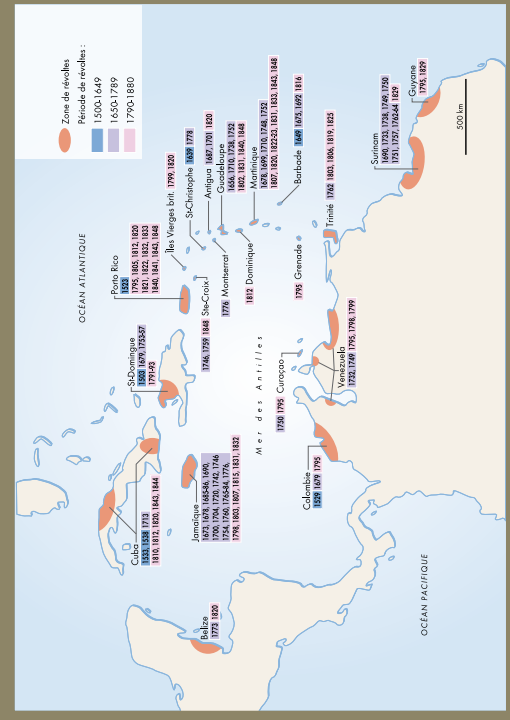 Zone de révoltes
Période de révoltes :
1500-1649
1650-1789
1790-1880
OCÉAN ATLANTIQUE
Mer des Antilles
OCÉAN PACIFIQUE
500 km
Belize
1773 1820
Cuba
1533, 1538 1713
1810, 1812, 1820, 1843, 1844
Jamaïque
1673, 1678, 1685-86, 1690,
1700, 1704, 1720, 1742, 1746
1754, 1760, 1765-84, 1776,
1798, 1803, 1807, 1815, 1831, 1832
St-Domingue
1503 1679, 1753-57
1791-93
Porto Rico
1523
1795, 1805, 1812, 1820
1821, 1822, 1832, 1833
1840, 1841, 1843, 1848
Îles Vierges brit. 1799, 1820
St-Christophe 1639 1778
Antigua 1687, 1701 1820
Guadeloupe
1656, 1710, 1738, 1752
1802, 1831, 1840, 1848
Martinique
1678, 1699, 1710, 1748, 1752
1807, 1820, 1822-23, 1831, 1833, 1843, 1848
Barbade 1649 1675, 1692 1816
Ste-Croix
1746, 1759 1848
1776 Montserrat
1812 Dominique
1795 Grenade
Trinité 1762 1803, 1806, 1819, 1825
Curaçao
1750 1795
Venezuela
1732, 1749 1795, 1798, 1799
Colombie
1529 1679 1795
Surinam
1690, 1733, 1738, 1749, 1750
1751, 1757, 1762-64 1829
Guyane
1795, 1829